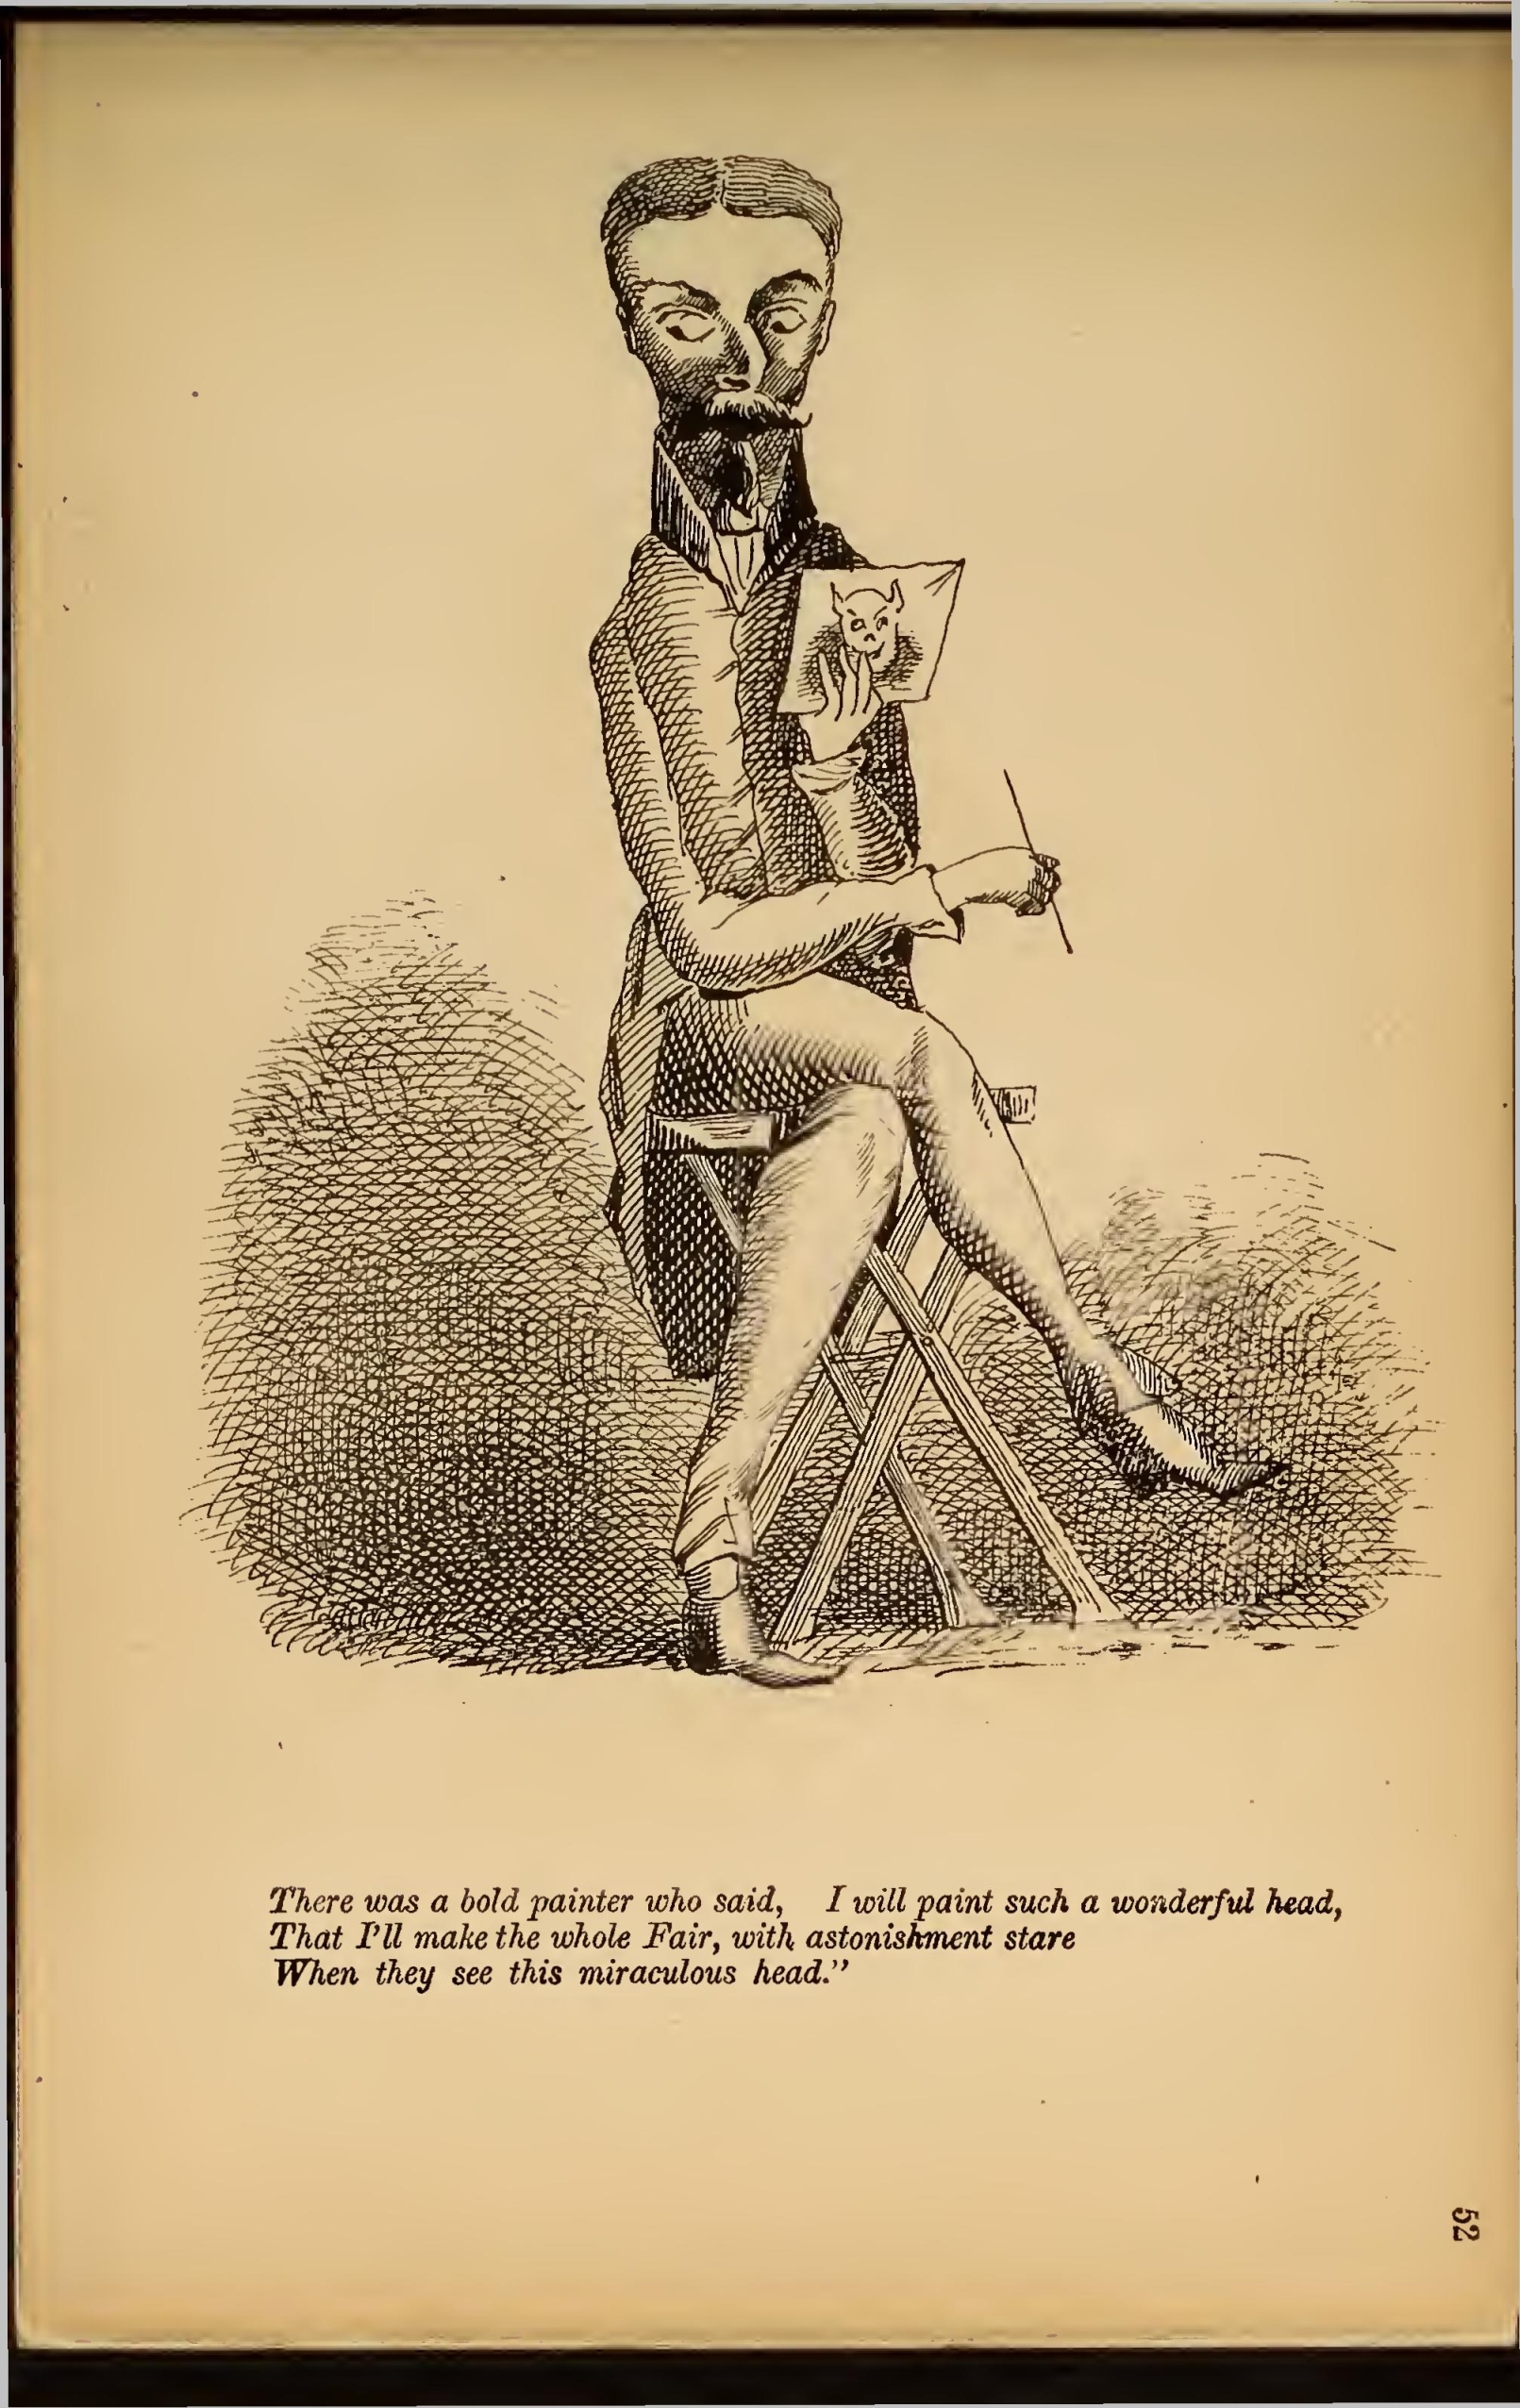 There was a bold painter who said, I will paint such a wonderful head,
That I'll make the whole Fair, with astonishment stare
When they see this miraculous head."
52